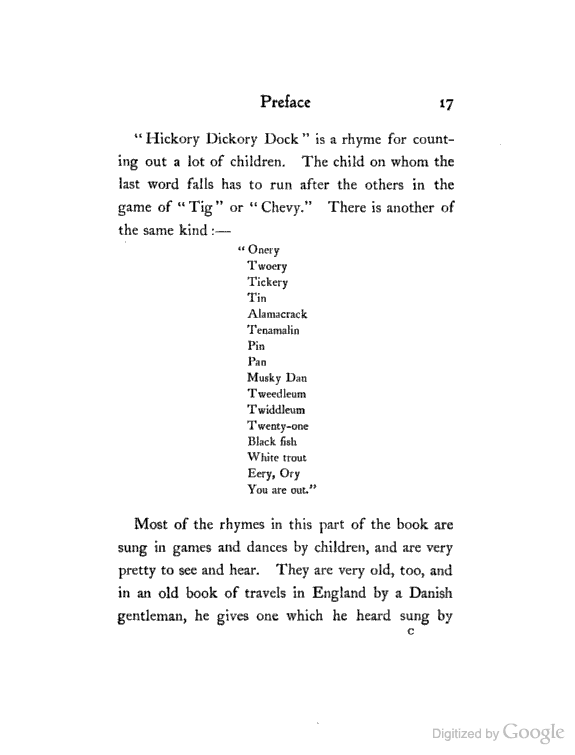 Preface 17
“ Hickory Dickory Dock ” is a rhyme for count-
ing out a lot of children. The child on whom the
last word falls has to run after the others in the
game of “ Tig ” or “ Chevy.” There is another of
the same kind :—
“ Onery
Twoery
Tickery
Tin
Alamacrack
Tenamalin
Pin
Pan
Musky Dan
Tweedleum
Twiddleum
Twenty-one
Black fish
White trout
Eery, Ory
You are out.”
Most of the rhymes in this part of the book are
sung in games and dances by children, and are very
pretty to see and hear. They are very old, too, and
in an old book of travels in England by a Danish
gentleman, he gives one which he heard sung by
C
Digitized by Google